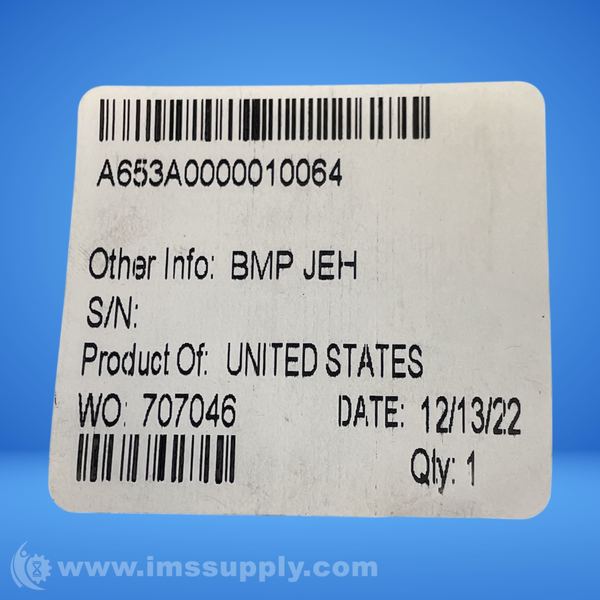 A653A0000010064
Other Info: BMP JEH
S/N:
Product Of: UNITED STATES
WO: 707046 DATE: 12/13/22
Qty: 1
www.imssupply.com